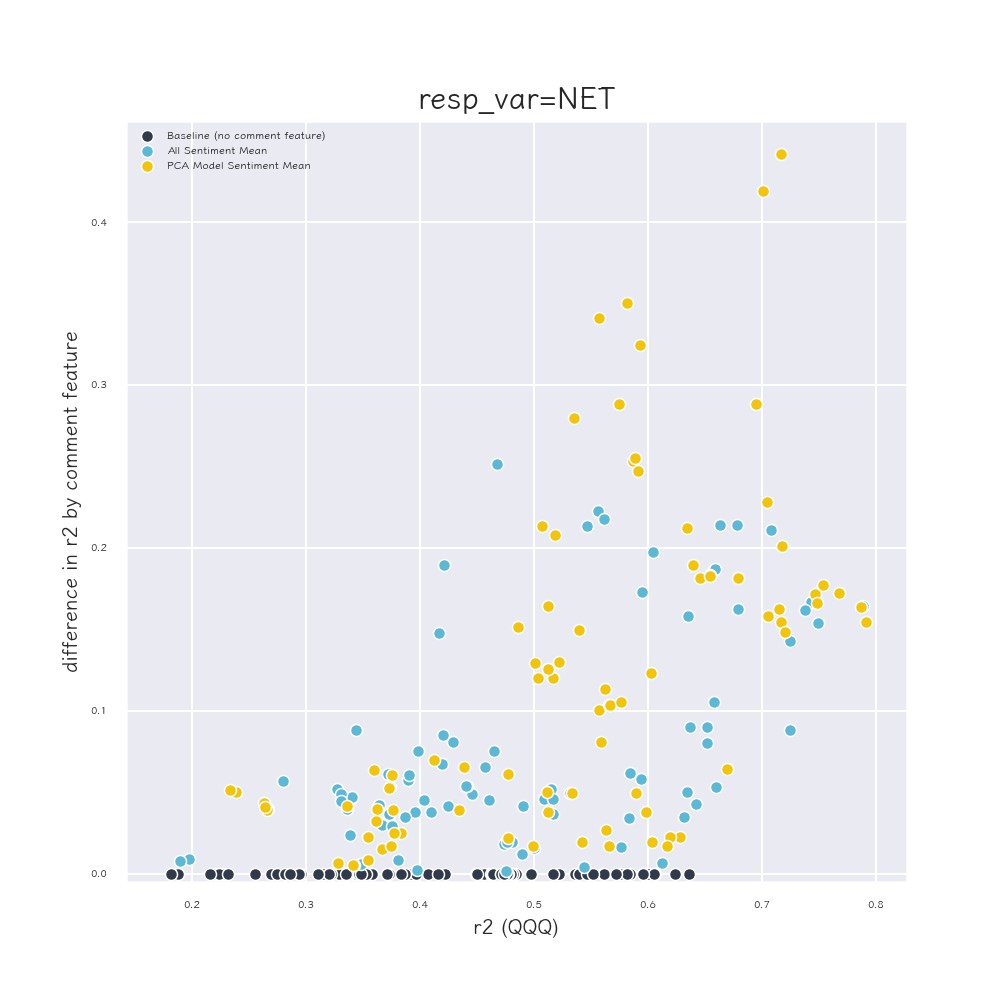 resp_var=NET
Baseline (no comment feature)
All Sentiment Mean
PCA Model Sentiment Mean
difference in r2 by comment feature
0.4
0.3
0.2
0.1
0.0
0.2 0.3 0.4 0.5 0.6 0.7 0.8
r2 (QQQ)